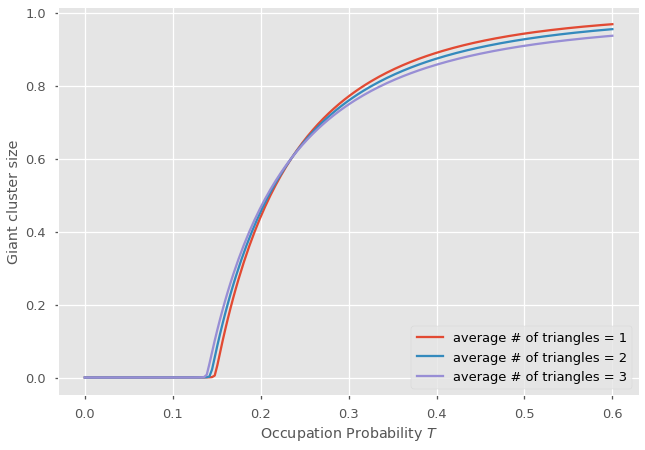 1.0
0.8
0.6
0.4
0.2
0.0
Giant cluster size
average # of triangles = 1
average # of triangles = 2
average # of triangles = 3
0.0 0.1 0.2 0.3 0.4 0.5 0.6
Occupation Probability T